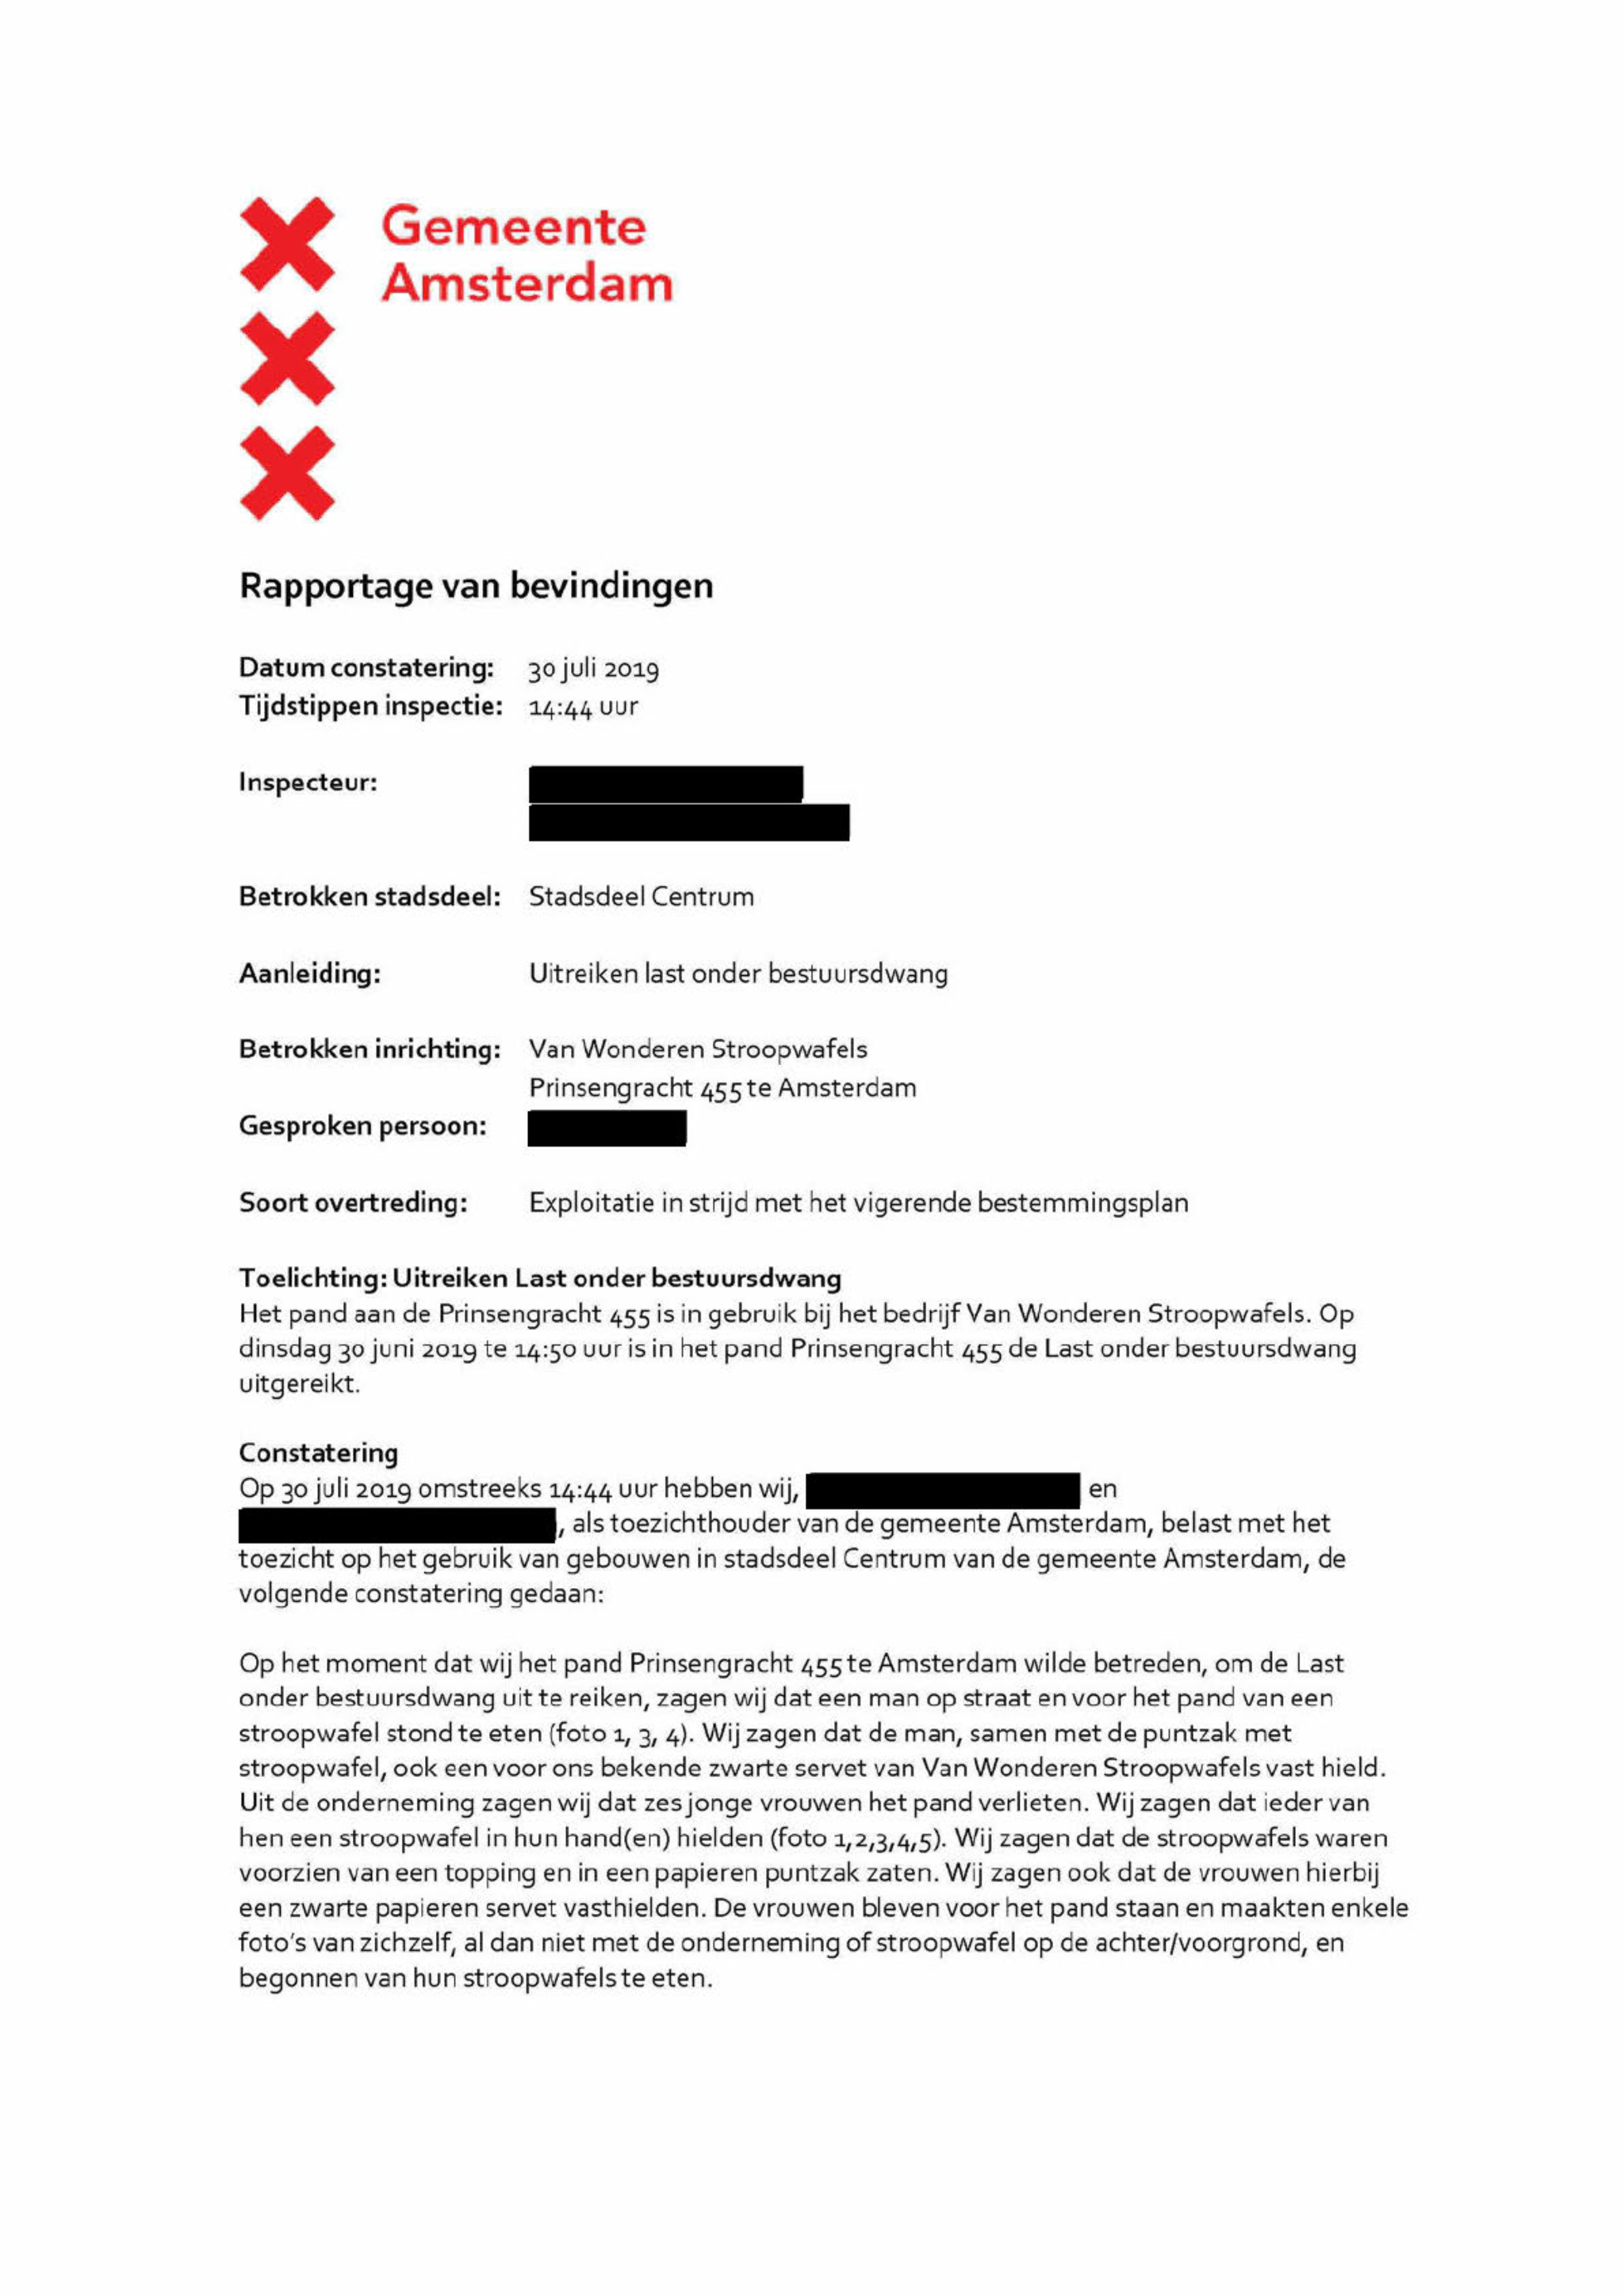 Gemeente
Amsterdam
Rapportage van bevindingen
Datum constatering: 30 juli 2019
Tijdstippen inspectie: 14:44 uur
Inspecteur:
Betrokken stadsdeel: Stadsdeel Centrum
Aanleiding: Uitreiken last onder bestuursdwang
Betrokken inrichting: Van Wonderen Stroopwafels
Prinsengracht 455 te Amsterdam
Gesproken persoon:
Soort overtreding: Exploitatie in strijd met het vigerende bestemmingsplan
Toelichting: Uitreiken Last onder bestuursdwang
Het pand aan de Prinsengracht 455 is in gebruik bij het bedrijf Van Wonderen Stroopwafels. Op
dinsdag 30 juni 2019 te 14:50 uur is in het pand Prinsengracht 455 de Last onder bestuursdwang
uitgereikt.
Constatering
Op 30 juli 2019 omstreeks 14:44 uur hebben wij, en
, als toezichthouder van de gemeente Amsterdam, belast met het
toezicht op het gebruik van gebouwen in stadsdeel Centrum van de gemeente Amsterdam, de
volgende constatering gedaan:
Op het moment dat wij het pand Prinsengracht 455 te Amsterdam wilde betreden, om de Last
onder bestuursdwang uit te reiken, zagen wij dat een man op straat en voor het pand van een
stroopwafel stond te eten (foto 1, 3, 4). Wij zagen dat de man, samen met de puntzak met
stroopwafel, ook een voor ons bekende zwarte servet van Van Wonderen Stroopwafels vast hield.
Uit de onderneming zagen wij dat zes jonge vrouwen het pand verlieten. Wij zagen dat ieder van
hen een stroopwafel in hun hand(en) hielden (foto 1,2,3,4,5). Wij zagen dat de stroopwafels waren
voorzien van een topping en in een papieren puntzak zaten. Wij zagen ook dat de vrouwen hierbij
een zwarte papieren servet vasthielden. De vrouwen bleven voor het pand staan en maakten enkele
foto's van zichzelf, al dan niet met de onderneming of stroopwafel op de achter/voorgrond, en
begonnen van hun stroopwafels te eten.